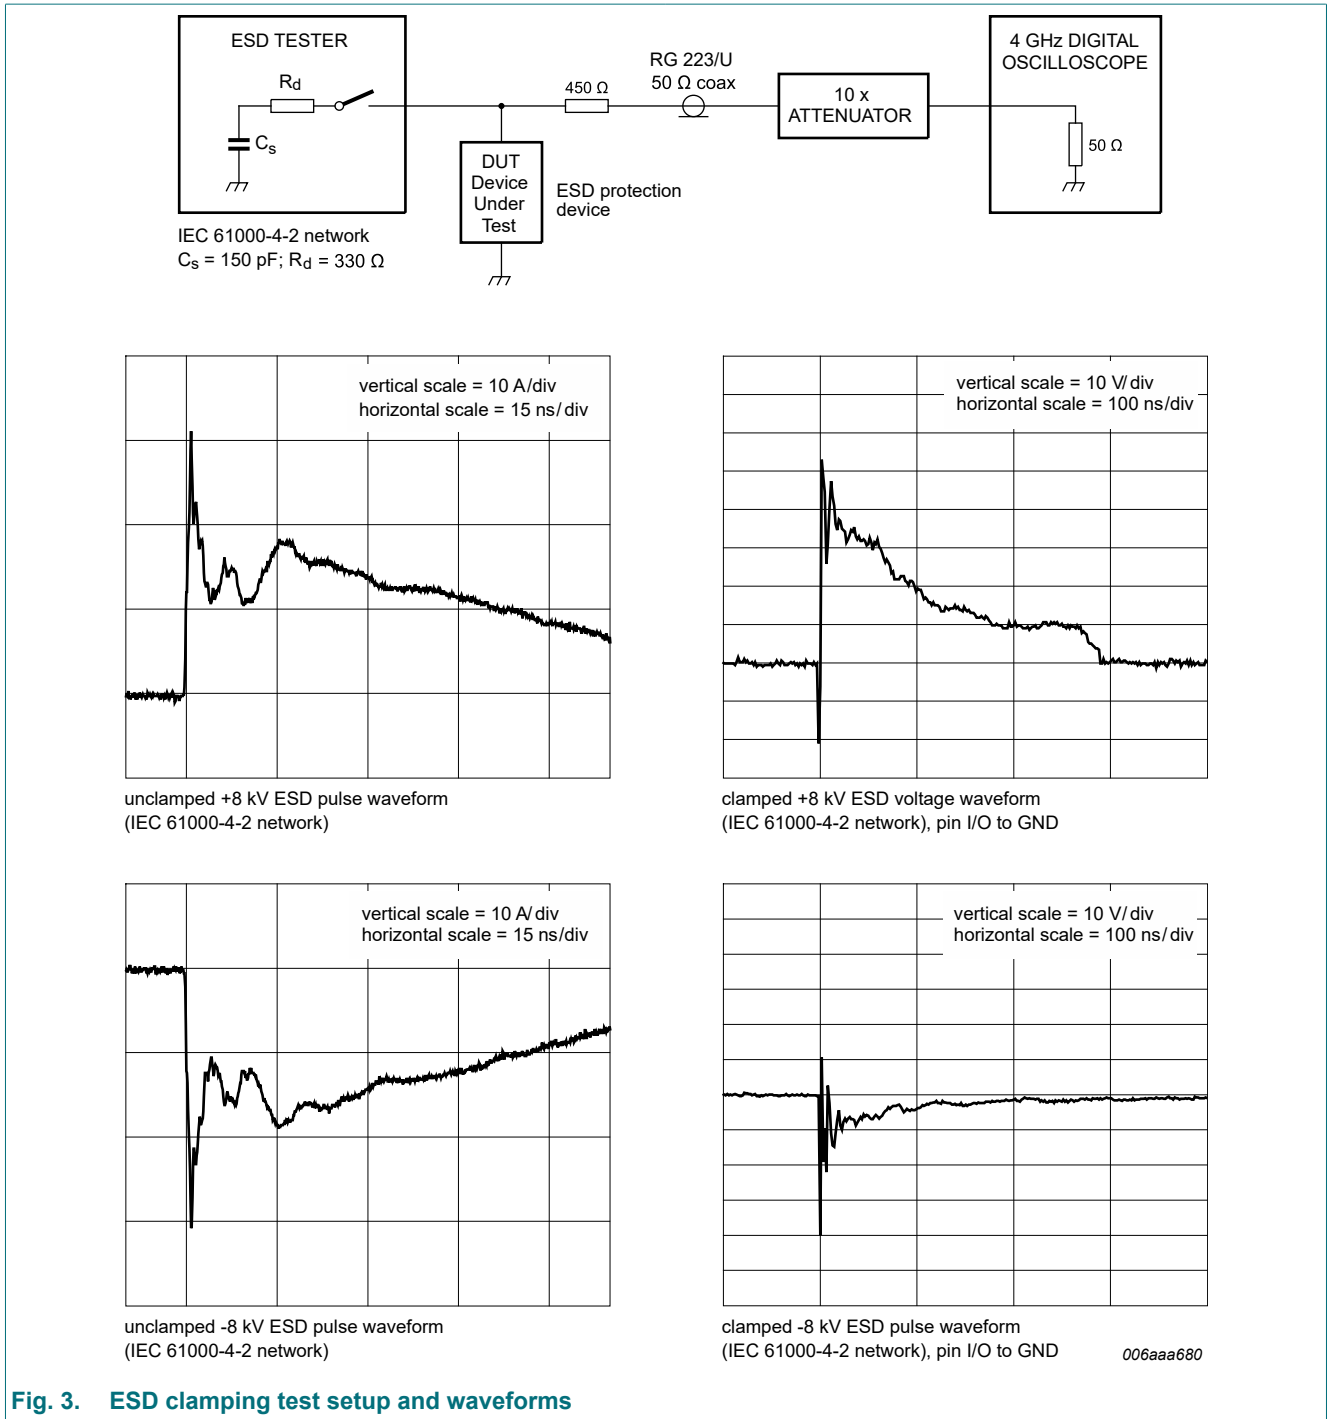 ESD TESTER
Rd
Cs
IEC 61000-4-2 network
Cs = 150 pF; Rd = 330 Ω
DUT
Device
Under
Test
ESD protection
device
450 Ω
RG 223/U
50 Ω coax
10 x
ATTENUATOR
4 GHz DIGITAL
OSCILLOSCOPE
50 Ω
vertical scale = 10 A/div
horizontal scale = 15 ns/div
unclamped +8 kV ESD pulse waveform
(IEC 61000-4-2 network)
vertical scale = 10 V/div
horizontal scale = 100 ns/div
clamped +8 kV ESD voltage waveform
(IEC 61000-4-2 network), pin I/O to GND
vertical scale = 10 A/div
horizontal scale = 15 ns/div
unclamped -8 kV ESD pulse waveform
(IEC 61000-4-2 network)
vertical scale = 10 V/div
horizontal scale = 100 ns/div
clamped -8 kV ESD pulse waveform
(IEC 61000-4-2 network), pin I/O to GND
006aaa680
Fig. 3. ESD clamping test setup and waveforms